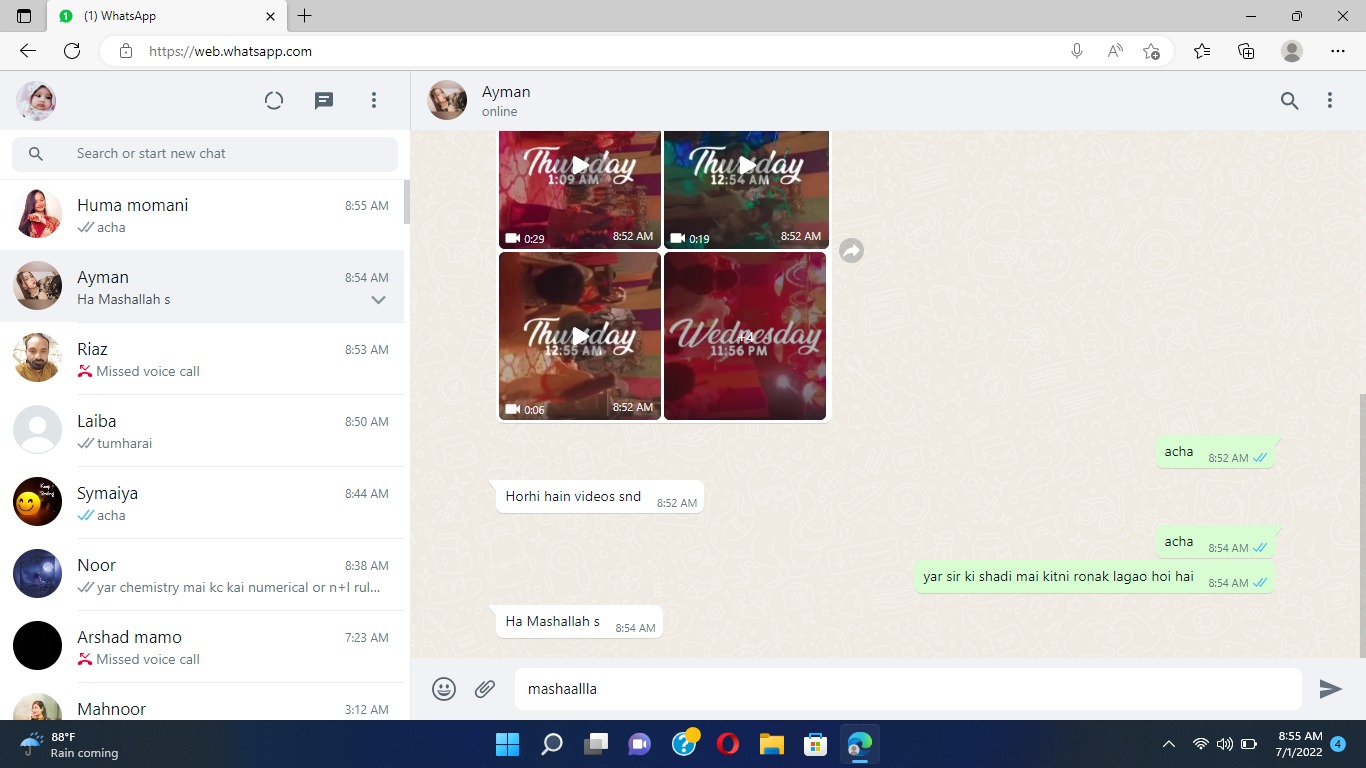 (1) WhatsApp
https://web.whatsapp.com
Ayman
online
Search or start new chat
Huma momani 8:55 AM
acha
Ayman 8:54 AM
Ha Mashallah s
Riaz 8:53 AM
Missed voice call
Laiba 8:50 AM
tumharai
Symaiya 8:44 AM
acha
Noor 8:38 AM
yar chemistry mai kc kai numerical or n+l rul...
Arshad mamo 7:23 AM
Missed voice call
Mahnoor 3:12 AM
Thursday
1:09 AM
0:29 8:52 AM
Thursday
12:54 AM
0:19 8:52 AM
Thursday
12:55 AM
0:06 8:52 AM
Wednesday
+4
11:56 PM
acha 8:52 AM
Horhi hain videos snd 8:52 AM
acha 8:54 AM
yar sir ki shadi mai kitni ronak lagao hoi hai 8:54 AM
Ha Mashallah s 8:54 AM
mashaallla
88°F
Rain coming
8:55 AM
7/1/2022
4